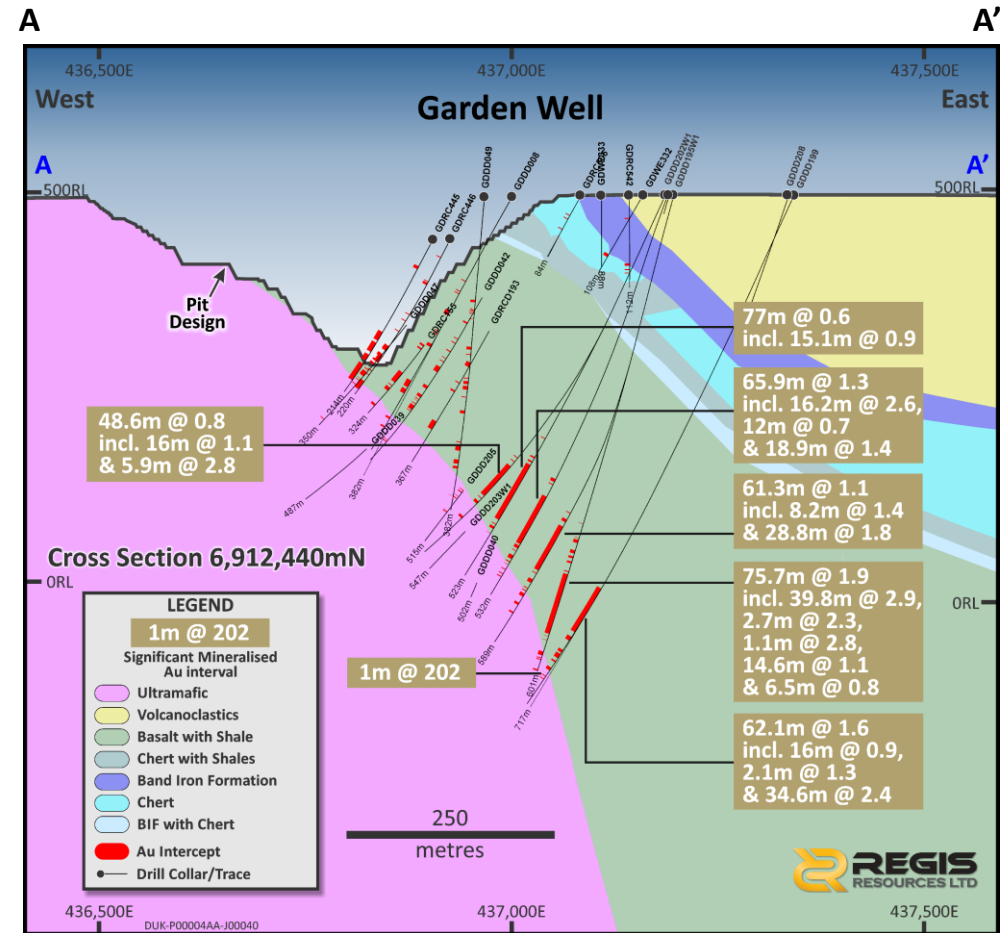 A
A'
436,500E
437,000E
437,500E
West
Garden Well
East
A
A'
500RL
500RL
GDRC445
GDRC446
GDDD049
GDDD008
GDRC542
GDWE332
GDDD202W1
GDDD195W1
GDDD208
GDDD199
Pit
Design
GDDD042
GDRCD193
84m
108m
88m
112m
214m
220m
350m
324m
GDDD039
487m
382m
367m
382m
GDDD205
GDDD203W1
GDDD040
515m
547m
523m
502m
532m
589m
601m
717m
77m @ 0.6
incl. 15.1m @ 0.9
65.9m @ 1.3
incl. 16.2m @ 2.6,
12m @ 0.7
& 18.9m @ 1.4
48.6m @ 0.8
incl. 16m @ 1.1
& 5.9m @ 2.8
61.3m @ 1.1
incl. 8.2m @ 1.4
& 28.8m @ 1.8
Cross Section 6,912,440mN
0RL
0RL
75.7m @ 1.9
incl. 39.8m @ 2.9,
2.7m @ 2.3,
1.1m @ 2.8,
14.6m @ 1.1
& 6.5m @ 0.8
1m @ 202
62.1m @ 1.6
incl. 16m @ 0.9,
2.1m @ 1.3
& 34.6m @ 2.4
LEGEND
1m @ 202
Significant Mineralised
Au interval
Ultramafic
Volcanoclastics
Basalt with Shale
Chert with Shales
Band Iron Formation
Chert
BIF with Chert
Au Intercept
Drill Collar/Trace
250
metres
REGIS
RESOURCES LTD
436,500E
437,000E
437,500E
DUK-P00004AA-J00040